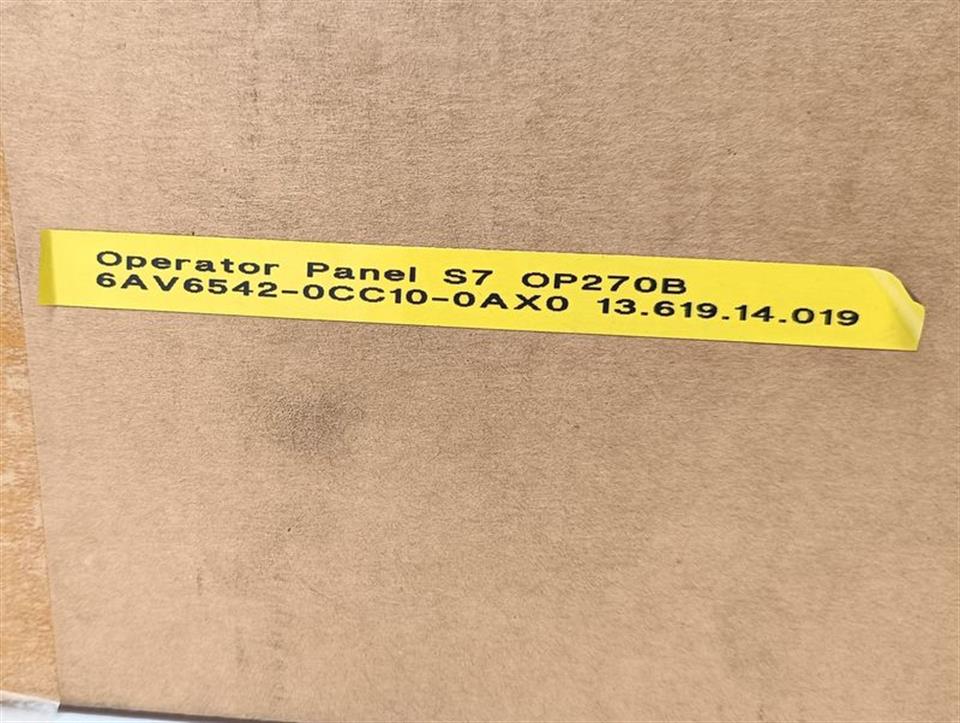 Operator Panel S7 OP270B
6AV6542-0CC10-0AX0 13.619.14.019